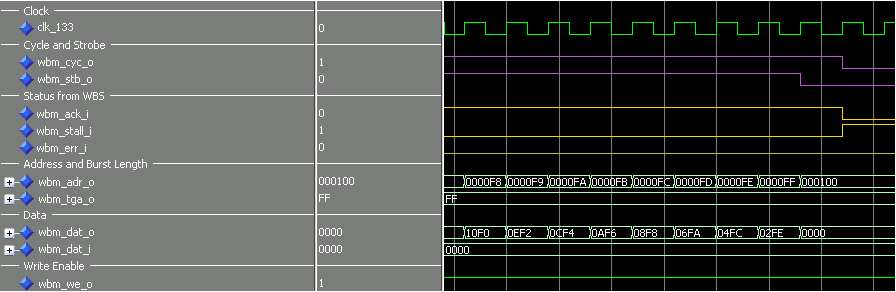 Clock
clk_133 0
Cycle and Strobe
wbm_cyc_o 1
wbm_stb_o 0
Status from WBS
wbm_ack_i 0
wbm_stall_i 1
wbm_err_i 0
Address and Burst Length
wbm_adr_o 000100 0000F8 0000F9 0000FA 0000FB 0000FC 0000FD 0000FE 0000FF 000100
wbm_tga_o FF FF
Data
wbm_dat_o 0000 10F0 0EF2 0CF4 0AF6 08F8 06FA 04FC 02FE 0000
wbm_dat_i 0000 0000
Write Enable
wbm_we_o 1